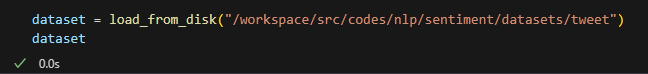 dataset = load_from_disk("/workspace/src/codes/nlp/sentiment/datasets/tweet")
dataset
0.0s